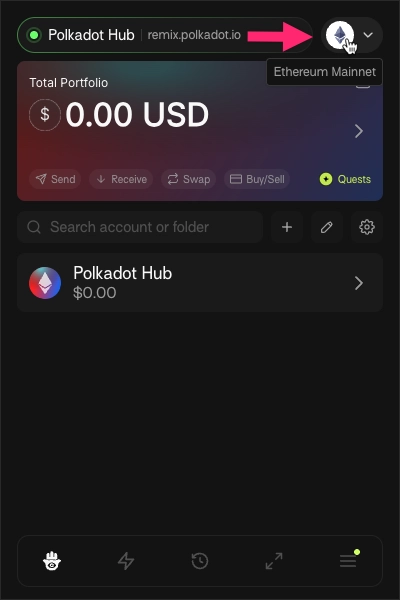 Polkadot Hub | remix.polkadot.io
Ethereum Mainnet
Total Portfolio
$ 0.00 USD
Send Receive Swap Buy/Sell Quests
Search account or folder
Polkadot Hub
$0.00